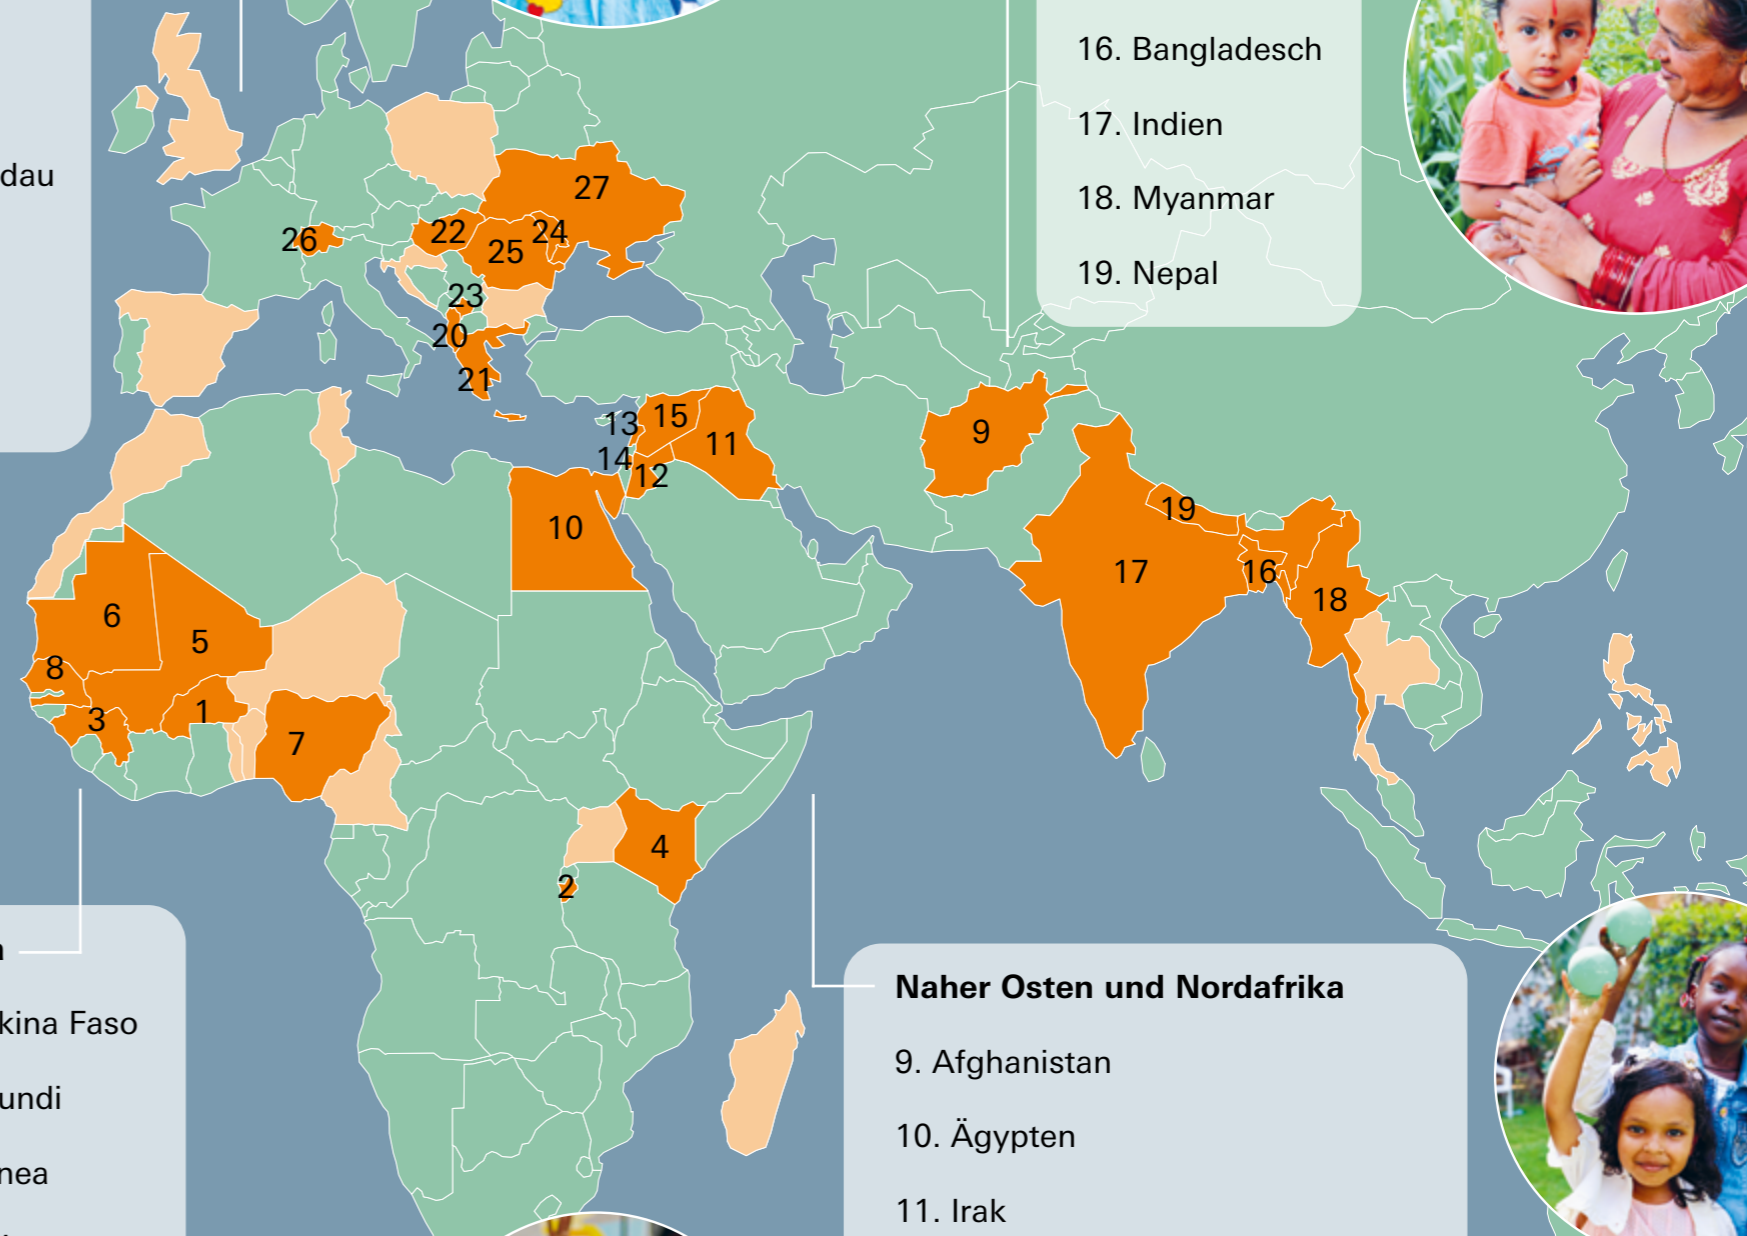 dau
16. Bangladesch
17. Indien
18. Myanmar
19. Nepal
27
26
22
24
25
23
20
21
13
15
11
14
12
9
10
19
17
16
18
6
5
8
3
1
7
4
2
n
kina Faso
undi
nea
Naher Osten und Nordafrika
9. Afghanistan
10. Ägypten
11. Irak